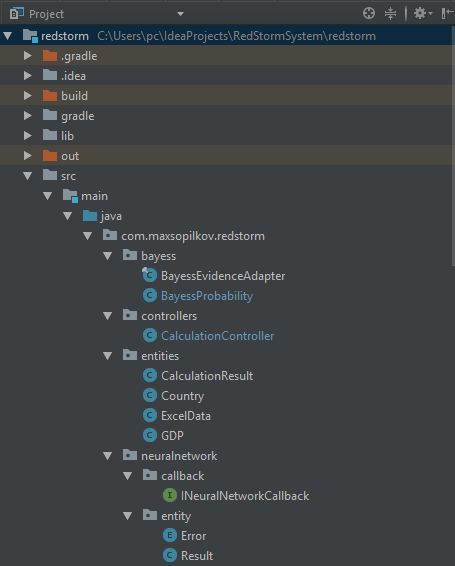 Project
redstorm C:\Users\pc\IdeaProjects\RedStormSystem\redstorm
.gradle
.idea
build
gradle
lib
out
src
main
java
com.maxsopilkov.redstorm
bayess
C BayessEvidenceAdapter
C BayessProbability
controllers
C CalculationController
entities
C CalculationResult
C Country
C ExcelData
C GDP
neuralnetwork
callback
I INeuralNetworkCallback
entity
E Error
C Result